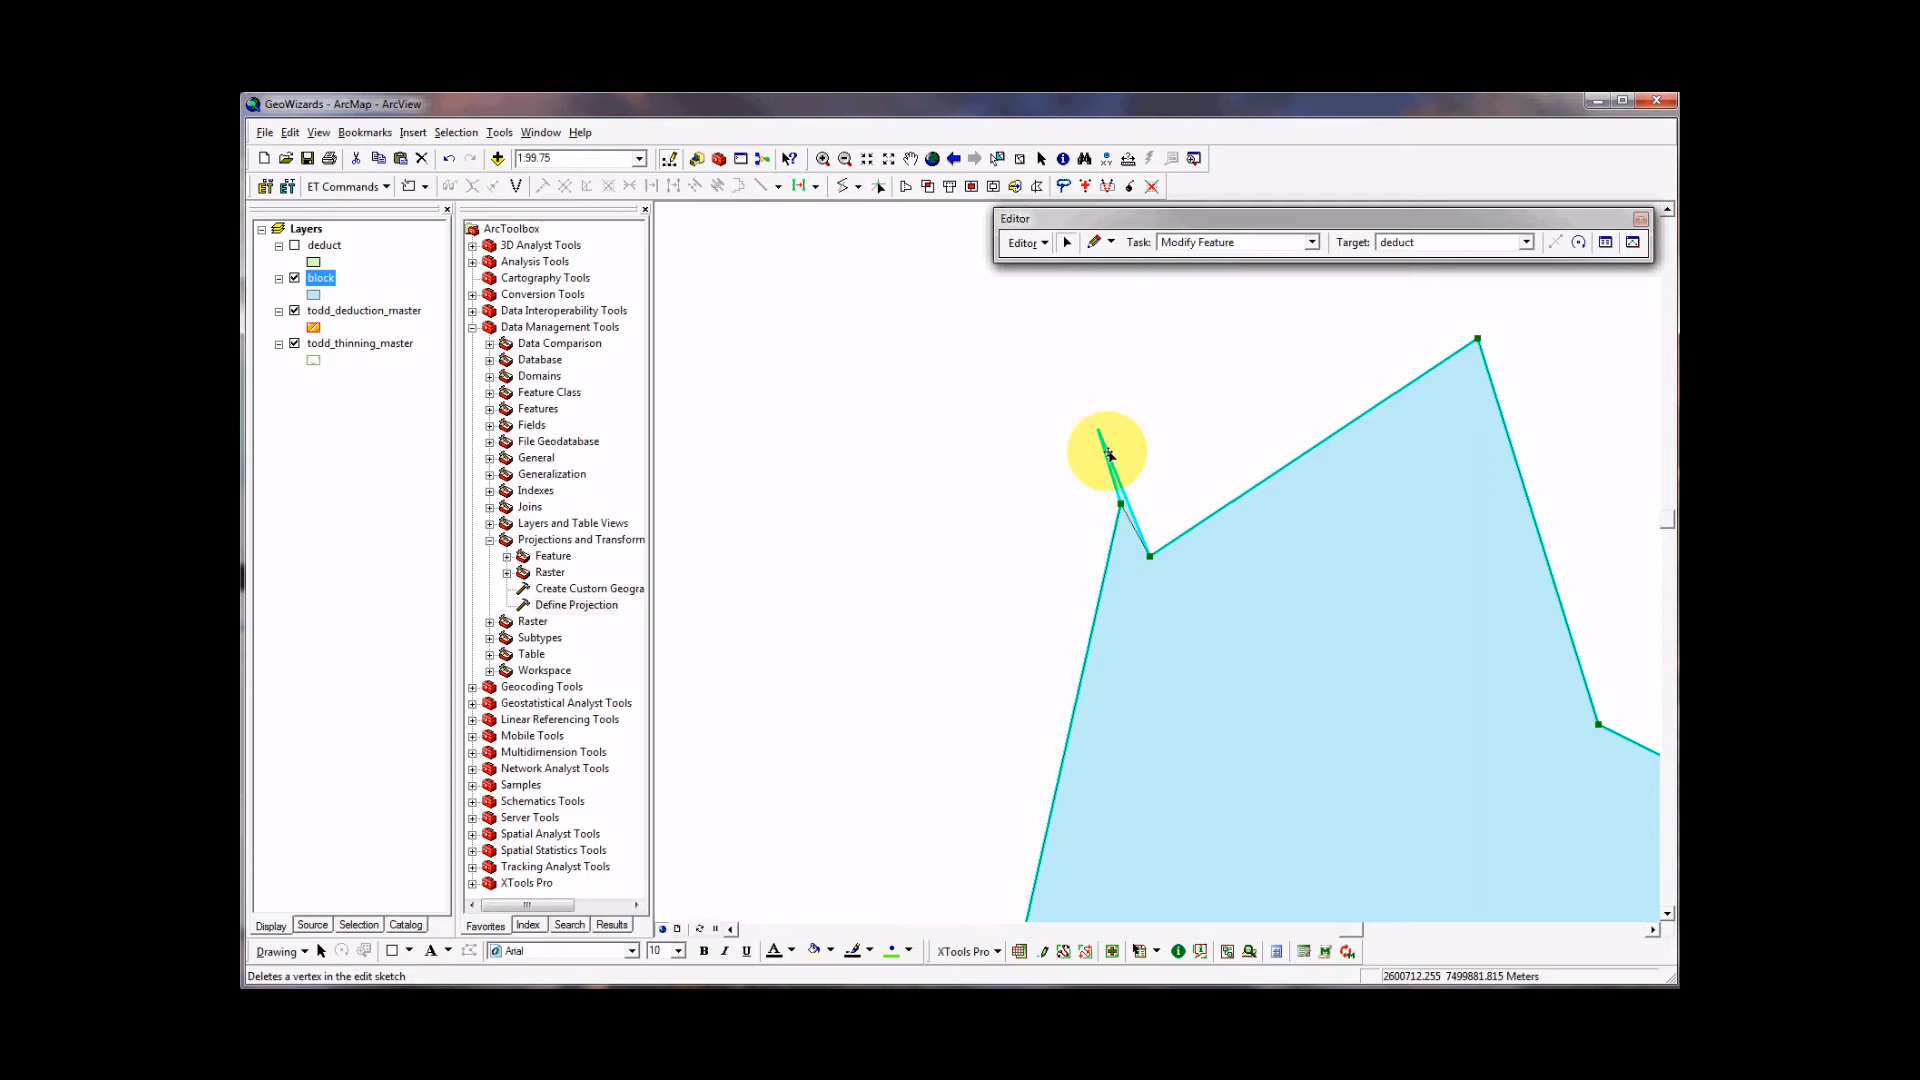 GeoWizards - ArcMap - ArcView
File Edit View Bookmarks Insert Selection Tools Window Help
1:99.75
ET Commands
Layers
deduct
block
todd_deduction_master
todd_thinning_master
Display Source Selection Catalog
ArcToolbox
3D Analyst Tools
Analysis Tools
Cartography Tools
Conversion Tools
Data Interoperability Tools
Data Management Tools
Data Comparison
Database
Domains
Feature Class
Features
Fields
File Geodatabase
General
Generalization
Indexes
Joins
Layers and Table Views
Projections and Transform
Feature
Raster
Create Custom Geogra
Define Projection
Raster
Subtypes
Table
Workspace
Geocoding Tools
Geostatistical Analyst Tools
Linear Referencing Tools
Mobile Tools
Multidimension Tools
Network Analyst Tools
Samples
Schematics Tools
Server Tools
Spatial Analyst Tools
Spatial Statistics Tools
Tracking Analyst Tools
XTools Pro
Favorites Index Search Results
Editor
Editor Task: Modify Feature Target: deduct
Drawing A Arial 10 B I U A XTools Pro
Deletes a vertex in the edit sketch
2600712.255 7499881.815 Meters